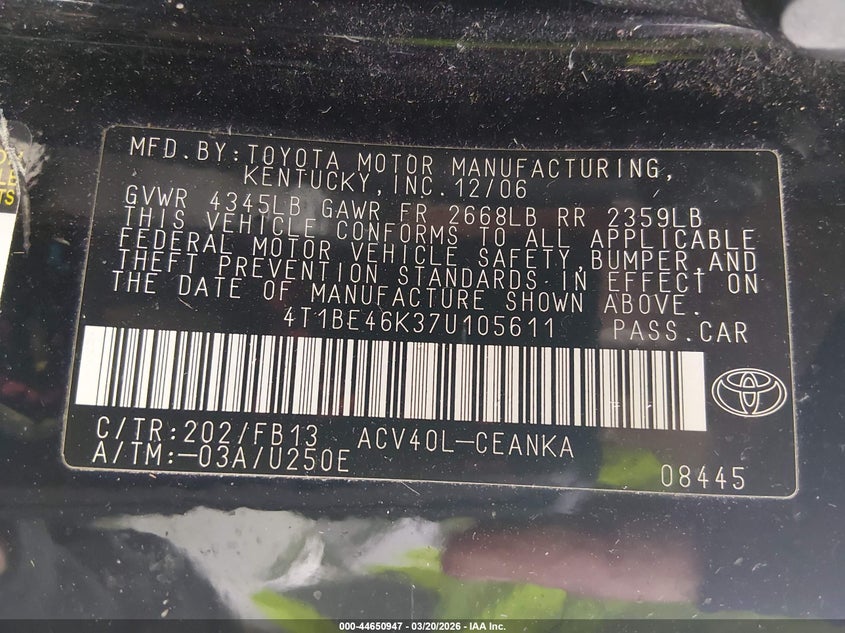 MFD.BY:TOYOTA MOTOR MANUFACTURING,
KENTUCKY,INC.12/06
GVWR 4345LB GAWR FR 2668LB RR 2359LB
THIS VEHICLE CONFORMS TO ALL APPLICABLE
FEDERAL MOTOR VEHICLE SAFETY,BUMPER,AND
THEFT PREVENTION STANDARDS IN EFFECT ON
THE DATE OF MANUFACTURE SHOWN ABOVE.
4T1BE46K37U105611 PASS.CAR
C/TR:202/FB13 ACV40L-CEANKA
A/TM:-03A/U250E
08445
000-44650947 - 03/20/2026 - IAA Inc.